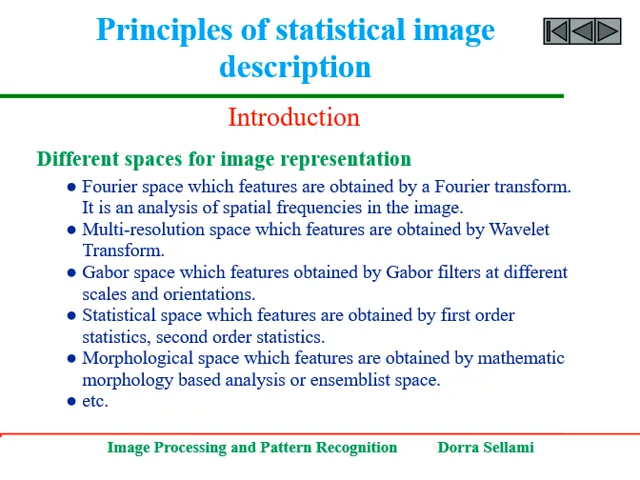 Principles of statistical image
description
Introduction
Different spaces for image representation
● Fourier space which features are obtained by a Fourier transform.
It is an analysis of spatial frequencies in the image.
● Multi-resolution space which features are obtained by Wavelet
Transform.
● Gabor space which features obtained by Gabor filters at different
scales and orientations.
● Statistical space which features are obtained by first order
statistics, second order statistics.
● Morphological space which features are obtained by mathematic
morphology based analysis or ensemblist space.
● etc.
Image Processing and Pattern Recognition Dorra Sellami